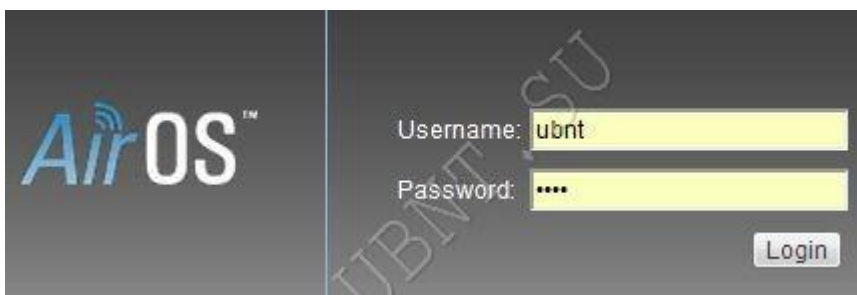 AirOS™
Username: ubnt
Password: ••••
Login
UBNT.SU